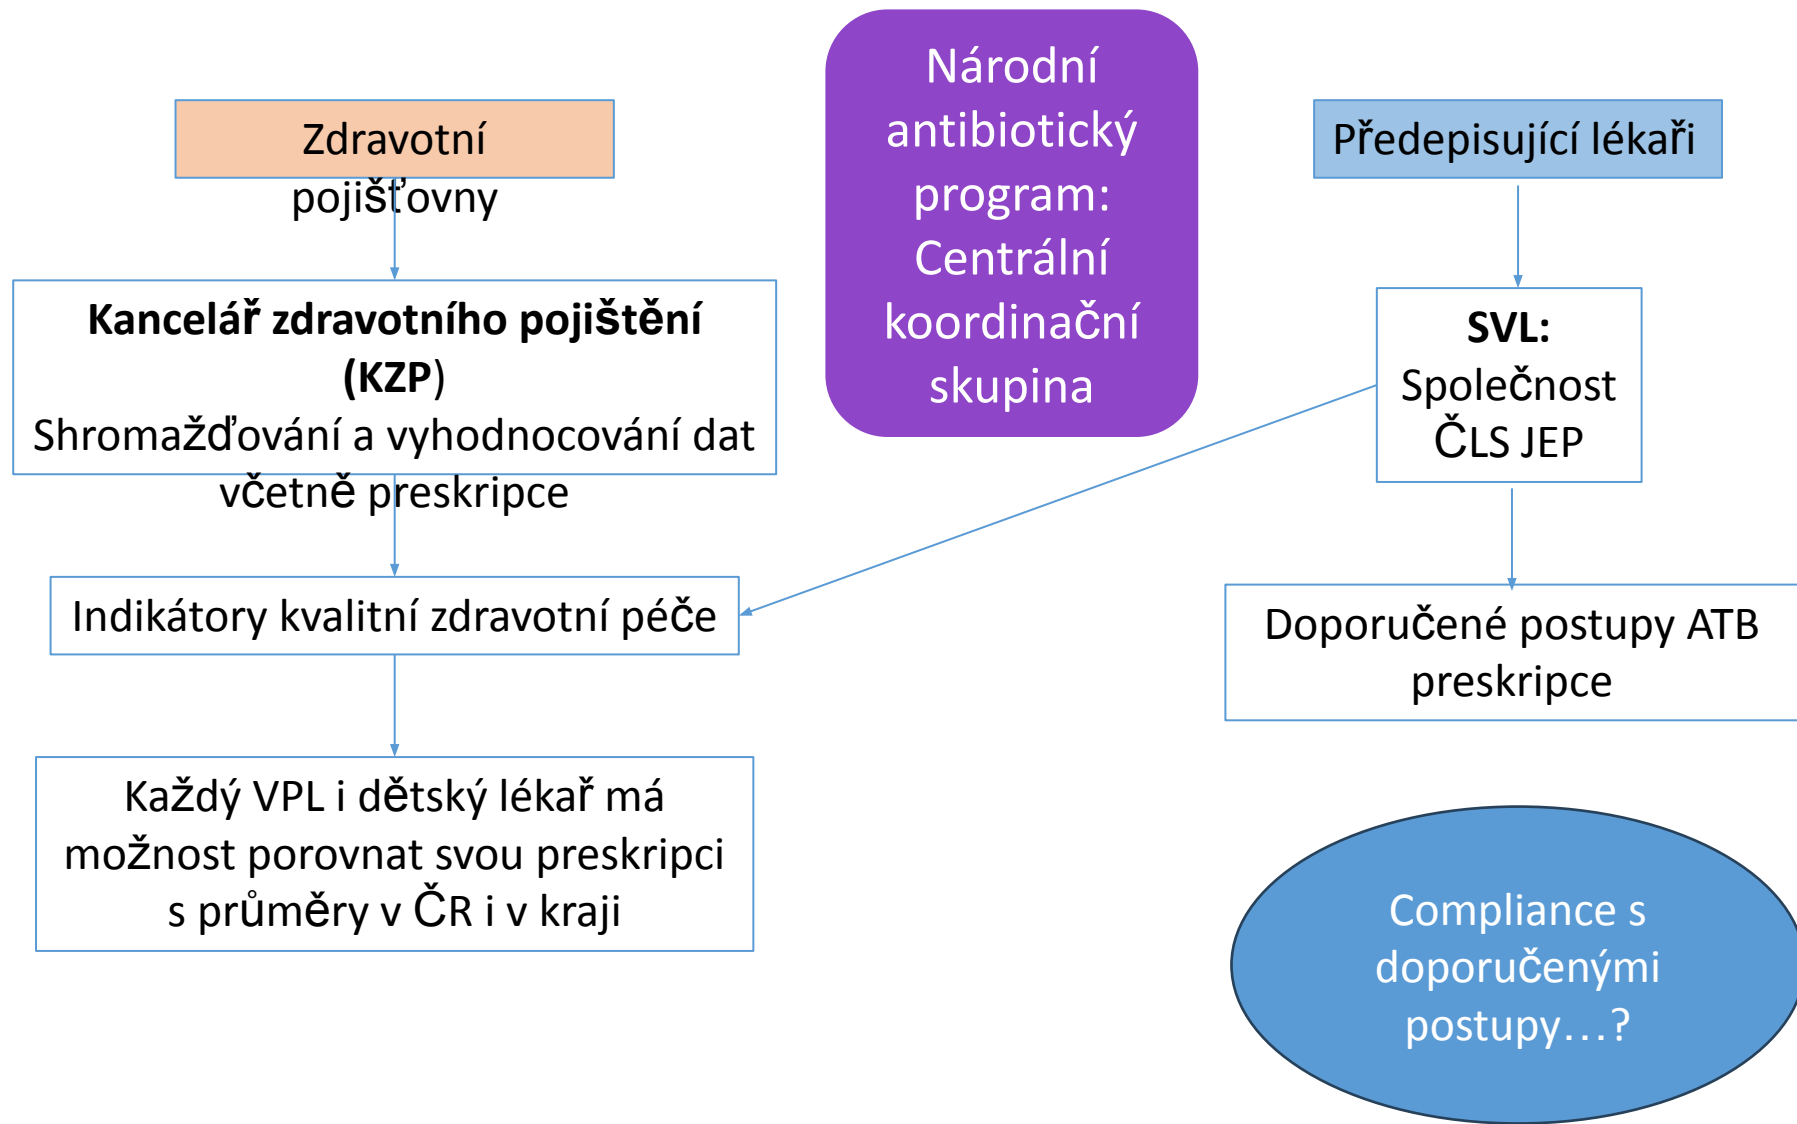 Národní
antibiotický
program:
Centrální
koordinační
skupina
Zdravotní
pojišťovny
Předepisující lékaři
Kancelář zdravotního pojištění
(KZP)
Shromažďování a vyhodnocování dat
včetně preskripce
SVL:
Společnost
ČLS JEP
Indikátory kvalitní zdravotní péče
Doporučené postupy ATB
preskripce
Každý VPL i dětský lékař má
možnost porovnat svou preskripci
s průměry v ČR i v kraji
Compliance s
doporučenými
postupy…?